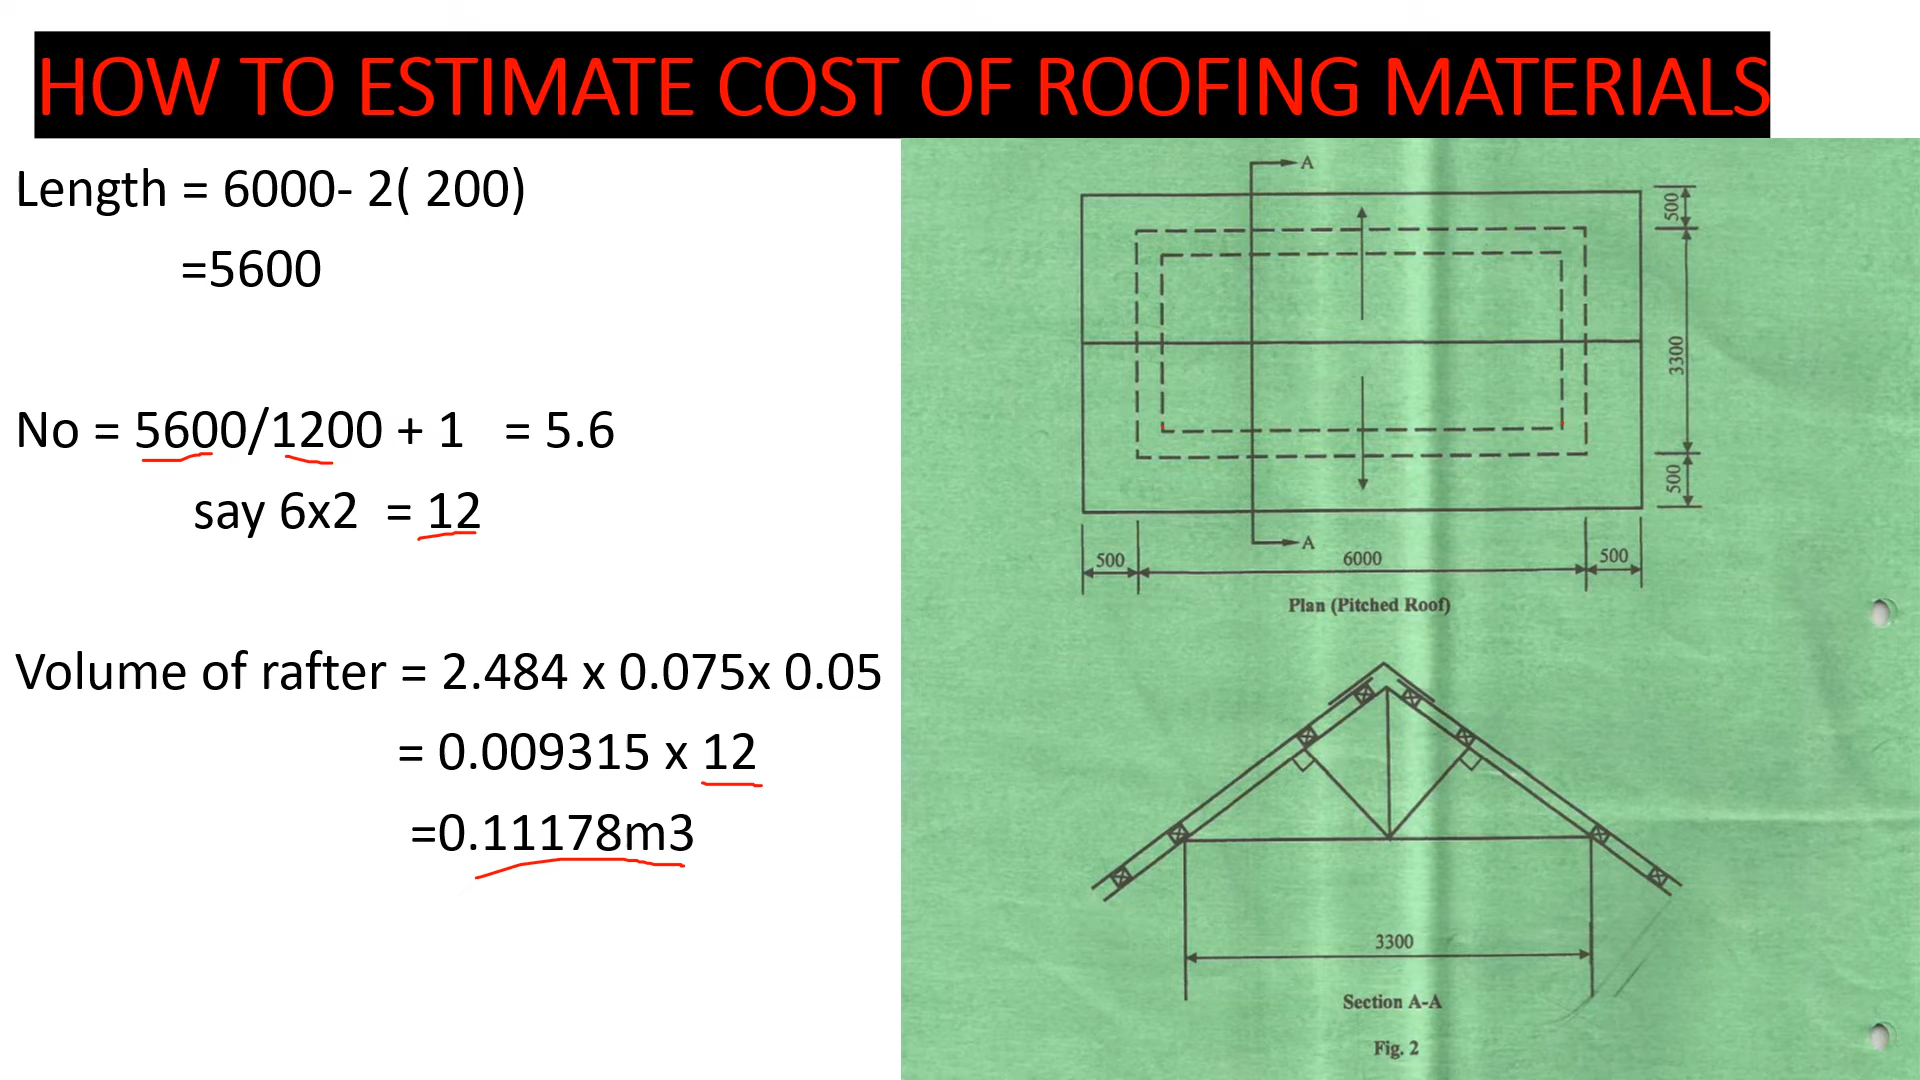 HOW TO ESTIMATE COST OF ROOFING MATERIALS
Length = 6000- 2( 200)
=5600
No = 5600/1200 + 1 = 5.6
say 6x2 = 12
Volume of rafter = 2.484 x 0.075x 0.05
= 0.009315 x 12
=0.11178m3
A
500
3300
500
A
500
6000
500
Plan (Pitched Roof)
3300
Section A-A
Fig. 2